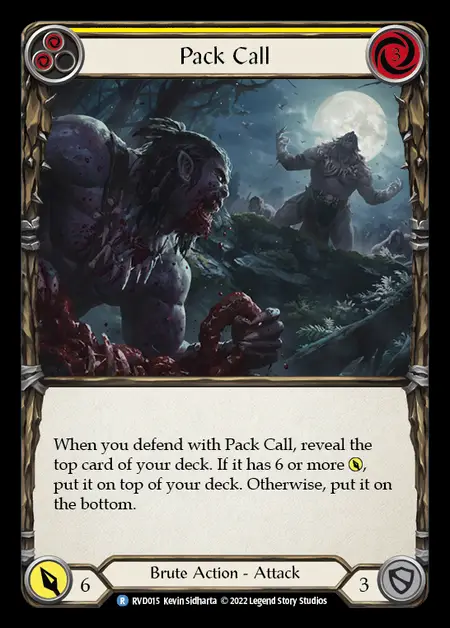 3
Pack Call
When you defend with Pack Call, reveal the
top card of your deck. If it has 6 or more ,
put it on top of your deck. Otherwise, put it on
the bottom.
6
Brute Action - Attack
3
R RVD015 Kevin Sidharta © 2022 Legend Story Studios